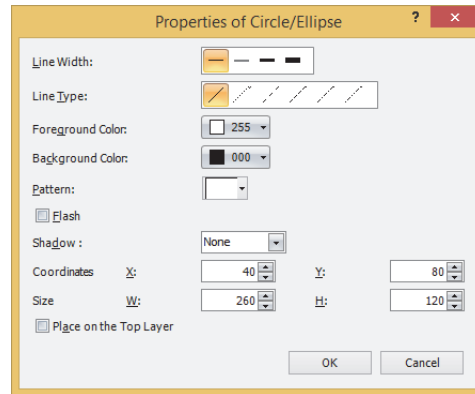 Properties of Circle/Ellipse ?
Line Width:
Line Type:
Foreground Color: 255
Background Color: 000
Pattern:
Flash
Shadow : None
Coordinates X: 40 Y: 80
Size W: 260 H: 120
Place on the Top Layer
OK Cancel